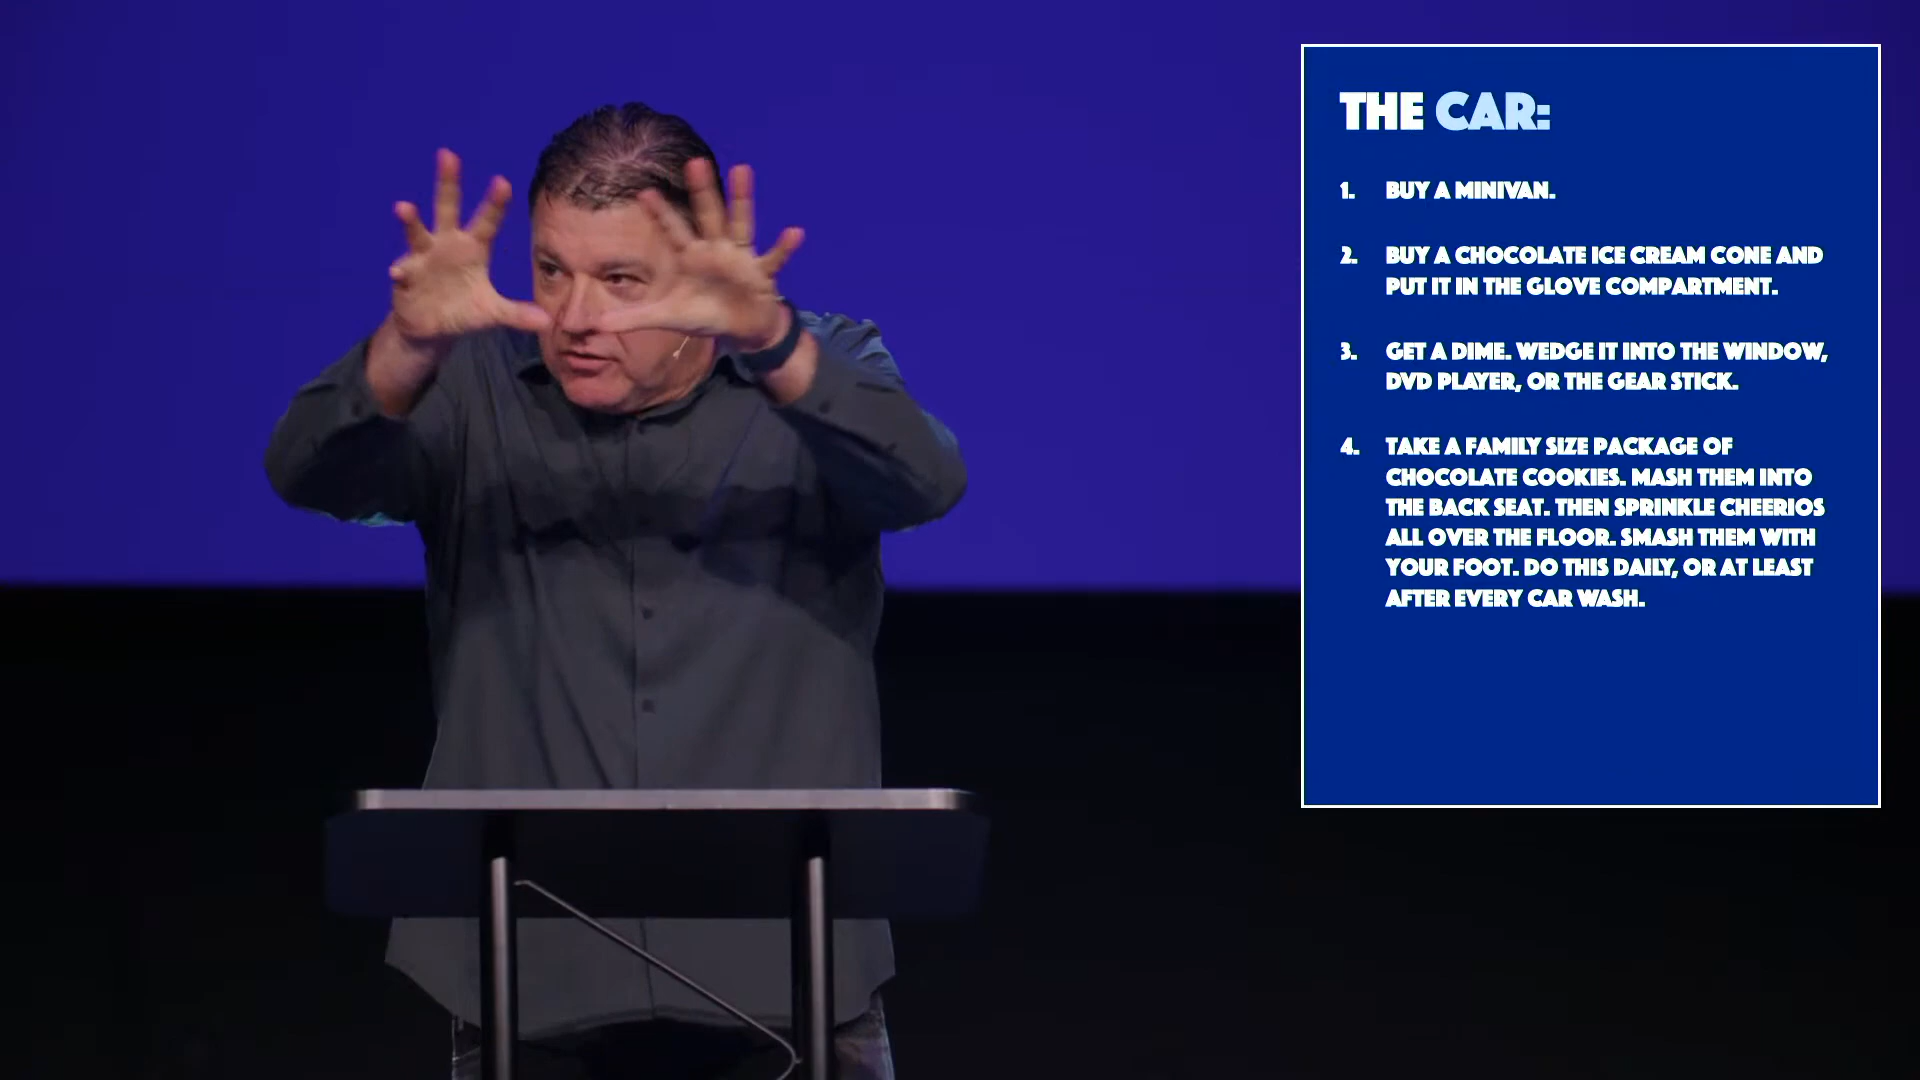 THE CAR:
1. BUY A MINIVAN.
2. BUY A CHOCOLATE ICE CREAM CONE AND
PUT IT IN THE GLOVE COMPARTMENT.
3. GET A DIME. WEDGE IT INTO THE WINDOW,
DVD PLAYER, OR THE GEAR STICK.
4. TAKE A FAMILY SIZE PACKAGE OF
CHOCOLATE COOKIES. MASH THEM INTO
THE BACK SEAT. THEN SPRINKLE CHEERIOS
ALL OVER THE FLOOR. SMASH THEM WITH
YOUR FOOT. DO THIS DAILY, OR AT LEAST
AFTER EVERY CAR WASH.